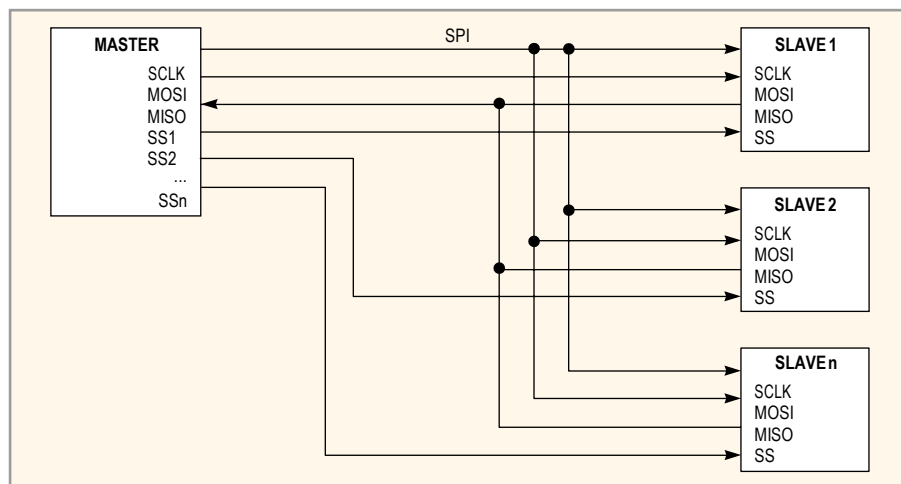 SPI
MASTER
SCLK
MOSI
MISO
SS1
SS2
...
SSn
SLAVE 1
SCLK
MOSI
MISO
SS
SLAVE 2
SCLK
MOSI
MISO
SS
SLAVE n
SCLK
MOSI
MISO
SS